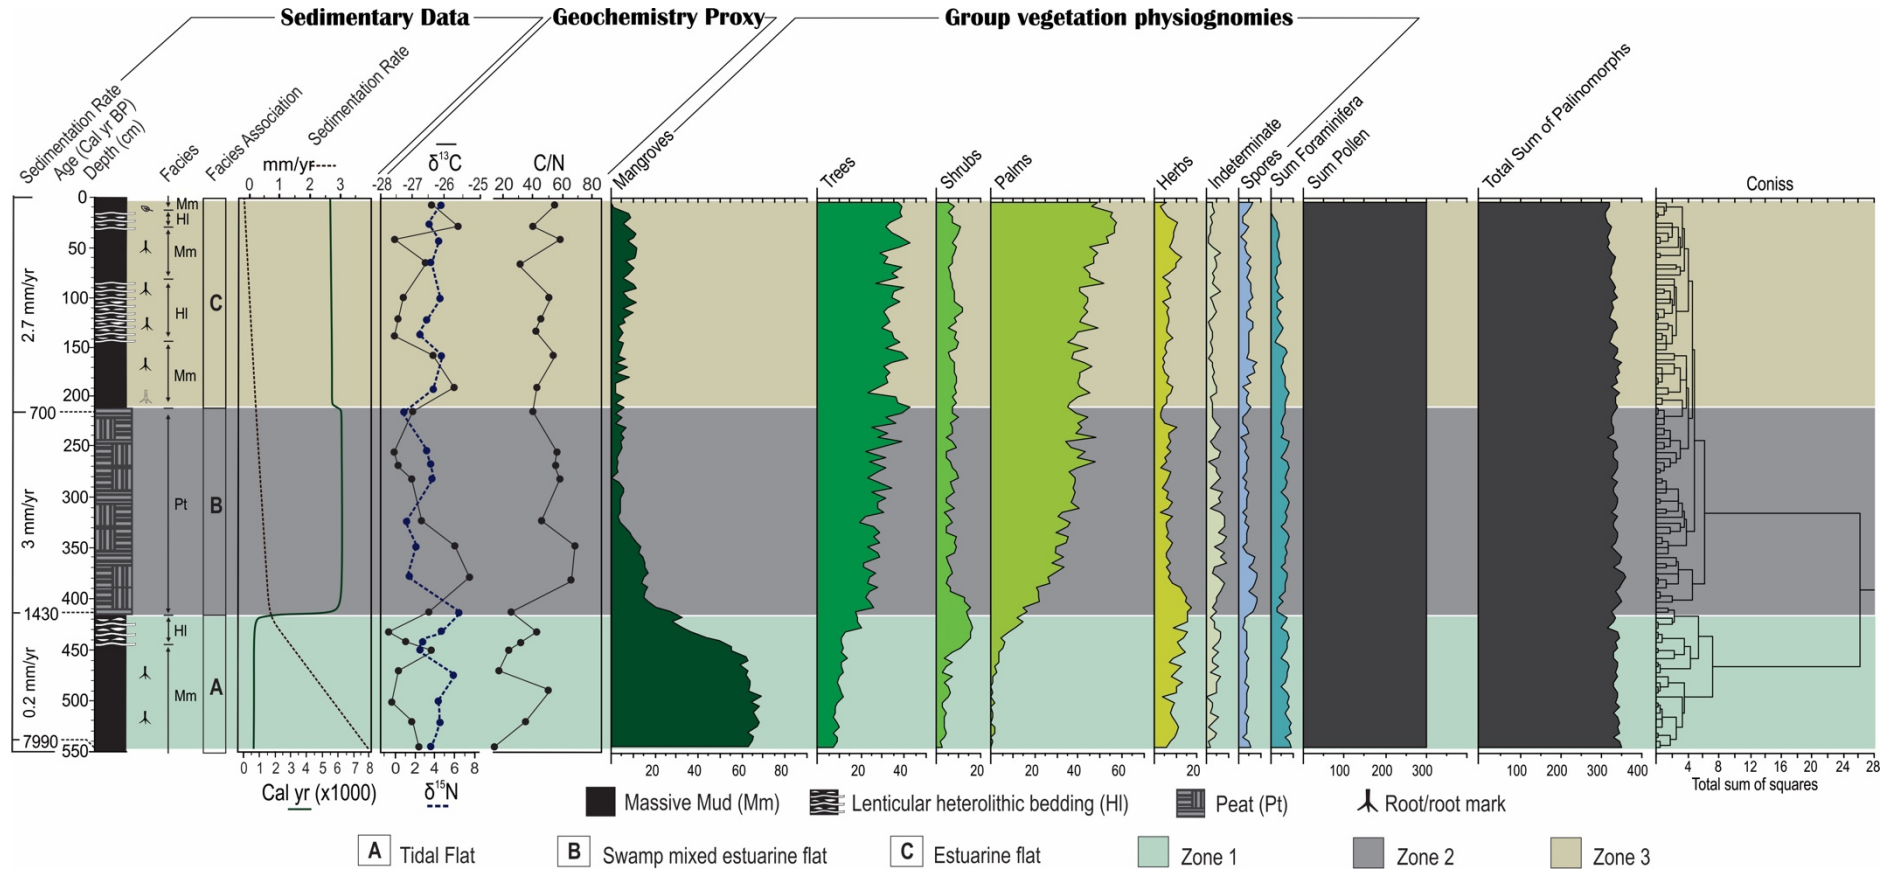 Sedimentary Data
Geochemistry Proxy
Group vegetation physiognomies
Sedimentation Rate
Age (Cal yr BP)
Depth (cm)
Facies
Facies Association
Sedimentation Rate
mm/yr
δ13C
C/N
Mangroves
Trees
Shrubs
Palms
Herbs
Indeterminate
Spores
Sum Foraminifera
Sum Pollen
Total Sum of Palinomorphs
Coniss
0 1 2 3
-28 -27 -26 -25
20 40 60 80
0
50
100
150
200
250
300
350
400
450
500
550
700
1430
7990
2.7 mm/yr
3 mm/yr
0.2 mm/yr
Mm
Hl
Mm
Hl
Mm
Pt
Hl
Mm
C
B
A
0 1 2 3 4 5 6 7 8
Cal yr (x1000)
0 2 4 6 8
δ15N
20 40 60 80
20 40
20
20 40 60
20
100 200 300
100 200 300 400
4 8 12 16 20 24 28
Total sum of squares
Massive Mud (Mm)
Lenticular heterolithic bedding (Hl)
Peat (Pt)
Root/root mark
A Tidal Flat
B Swamp mixed estuarine flat
C Estuarine flat
Zone 1
Zone 2
Zone 3